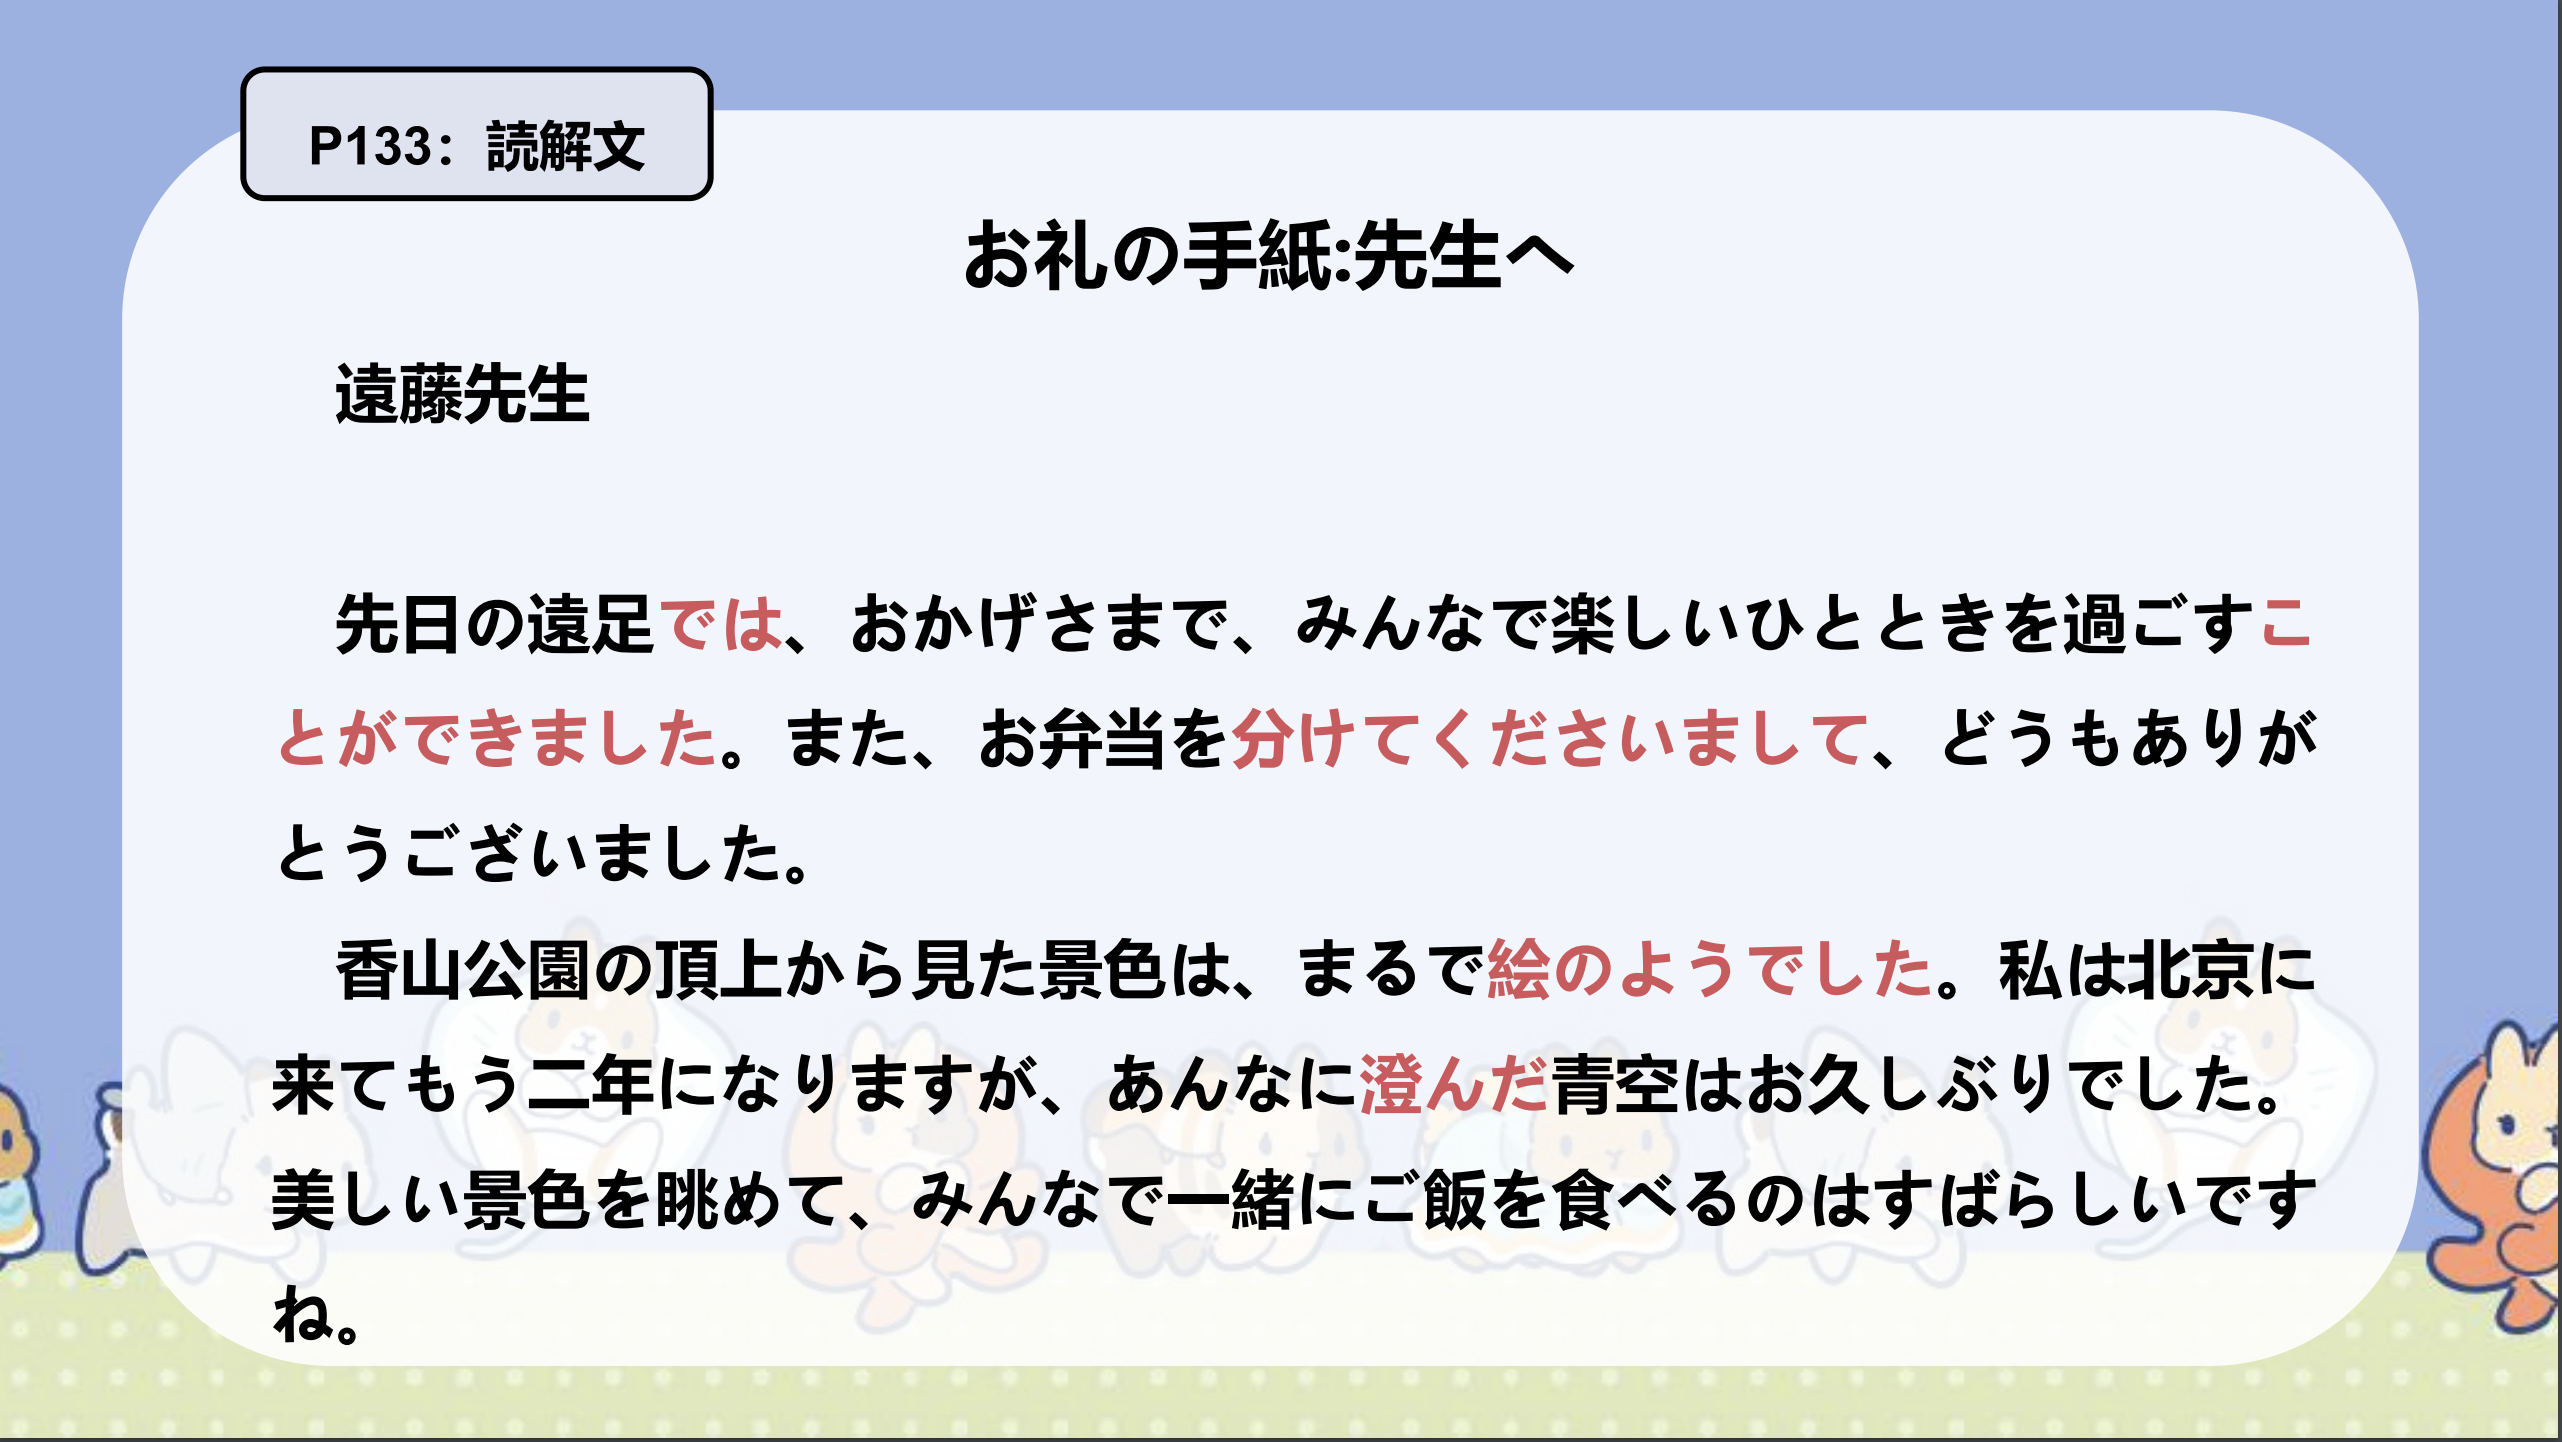 P133：読解文
お礼の手紙:先生へ
遠藤先生
先日の遠足では、おかげさまで、みんなで楽しいひとときを過ごすこ
とができました。また、お弁当を分けてくださいまして、どうもありが
とうございました。
香山公園の頂上から見た景色は、まるで絵のようでした。私は北京に
来てもう二年になりますが、あんなに澄んだ青空はお久しぶりでした。
美しい景色を眺めて、みんなで一緒にご飯を食べるのはすばらしいです
ね。